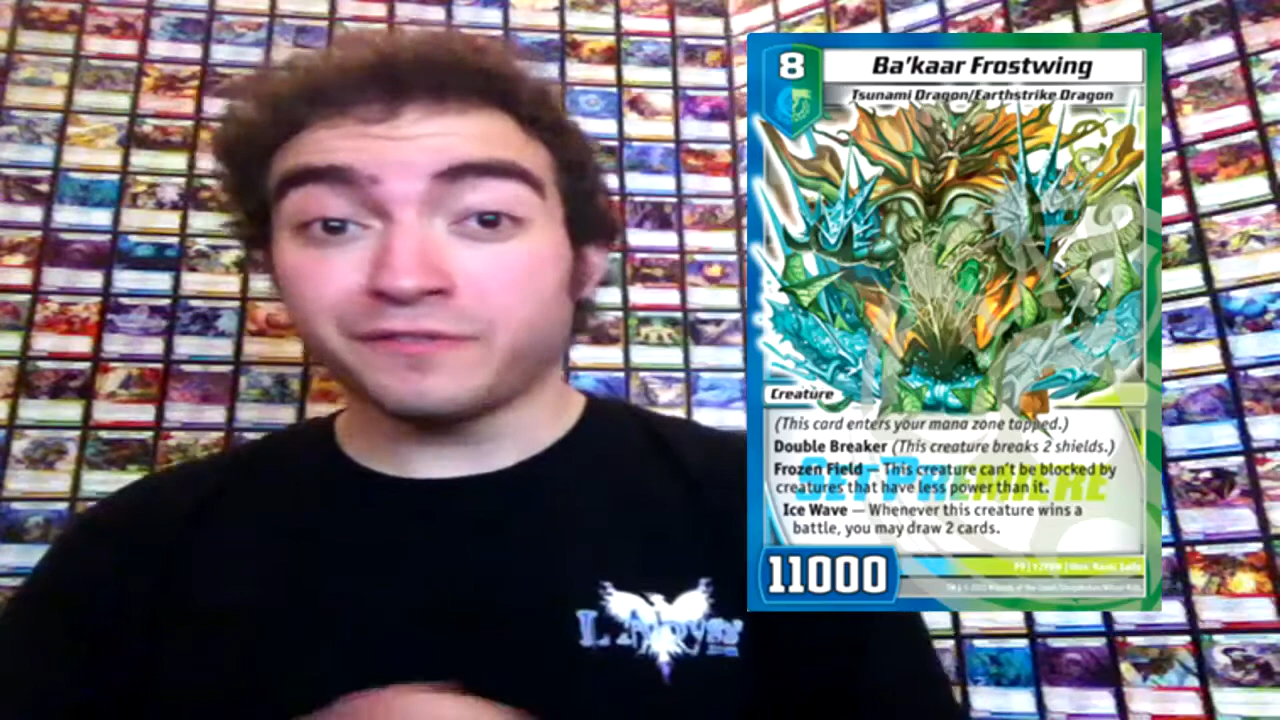 8
Ba'kaar Frostwing
Tsunami Dragon/Earthstrike Dragon
Creature
(This card enters your mana zone tapped.)
Double Breaker (This creature breaks 2 shields.)
Frozen Field — This creature can't be blocked by
creatures that have less power than it.
Ice Wave — Whenever this creature wins a
battle, you may draw 2 cards.
11000